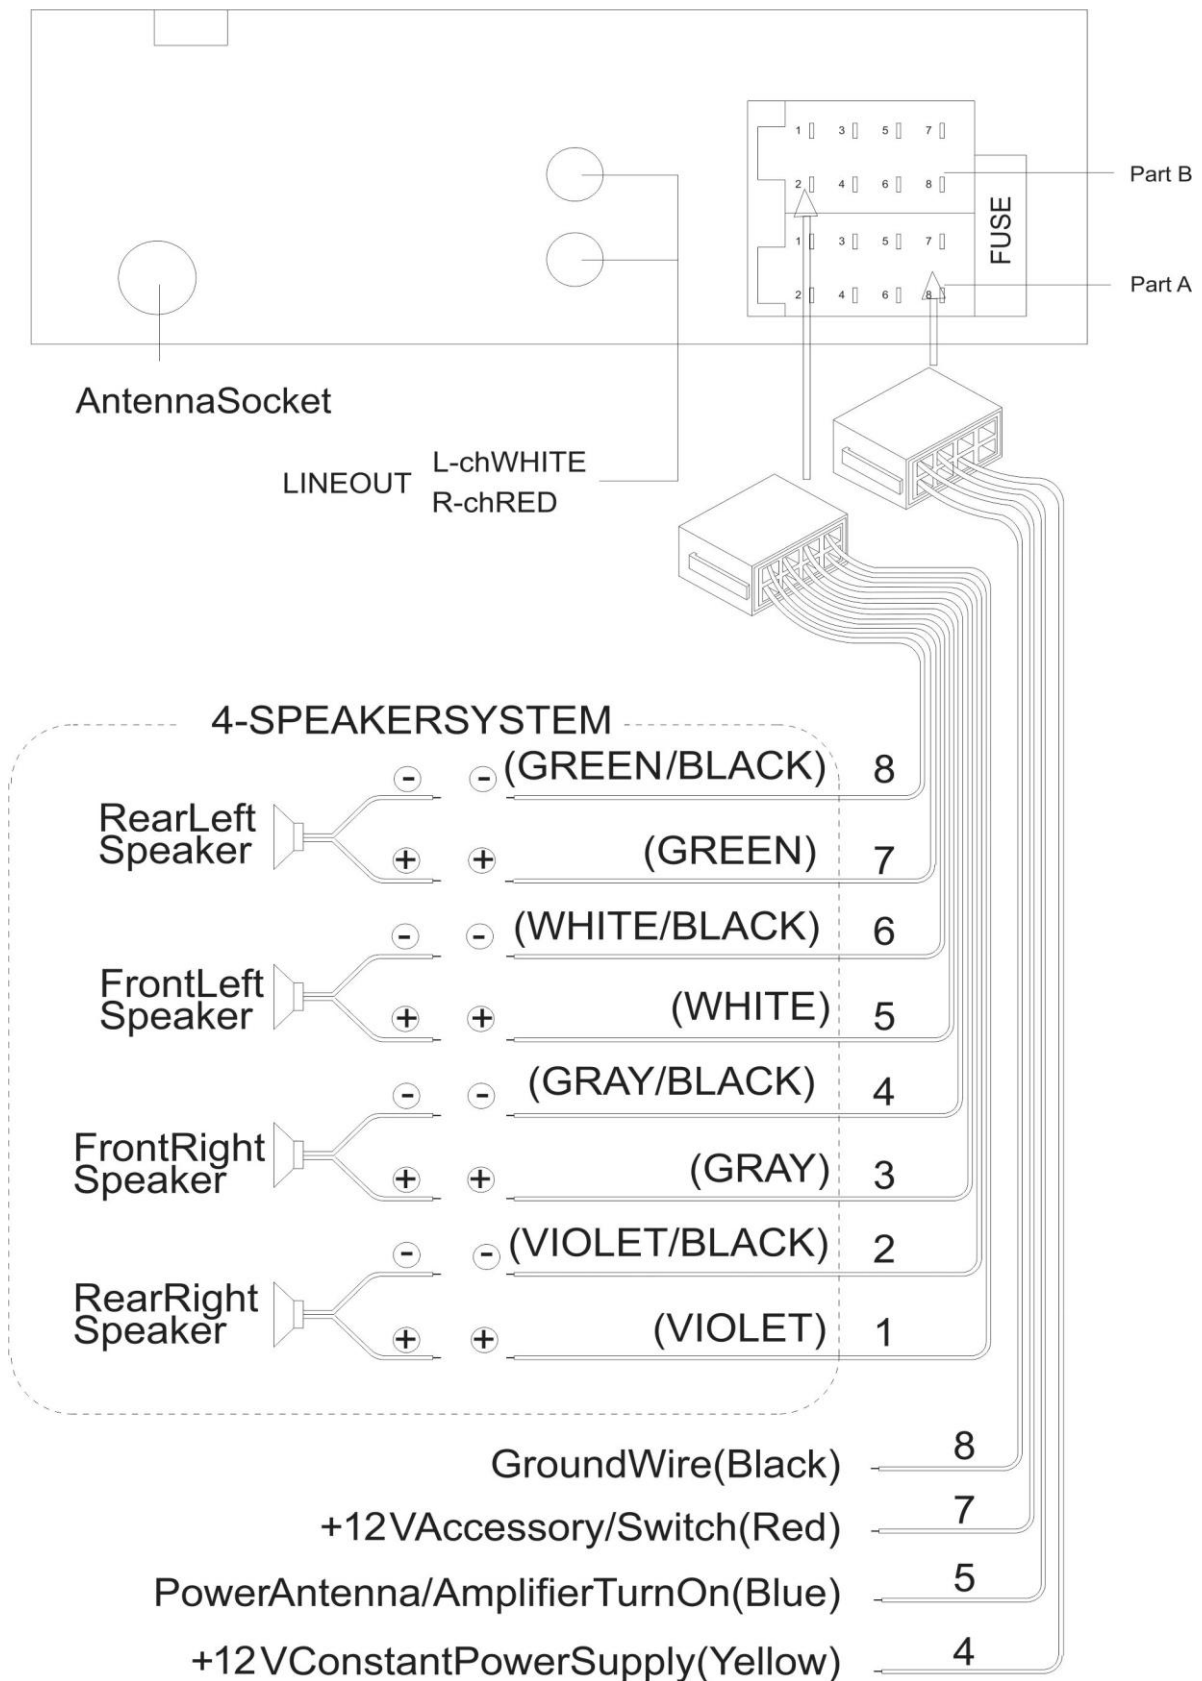 1 3 5 7
2 4 6 8
Part B
1 3 5 7
2 4 6 8
Part A
FUSE
AntennaSocket
LINEOUT
L-chWHITE
R-chRED
4-SPEAKERSYSTEM
- - (GREEN/BLACK) 8
RearLeft
Speaker
+ + (GREEN) 7
- - (WHITE/BLACK) 6
FrontLeft
Speaker
+ + (WHITE) 5
- - (GRAY/BLACK) 4
FrontRight
Speaker
+ + (GRAY) 3
- - (VIOLET/BLACK) 2
RearRight
Speaker
+ + (VIOLET) 1
GroundWire(Black) 8
+12VAccessory/Switch(Red) 7
PowerAntenna/AmplifierTurnOn(Blue) 5
+12VConstantPowerSupply(Yellow) 4